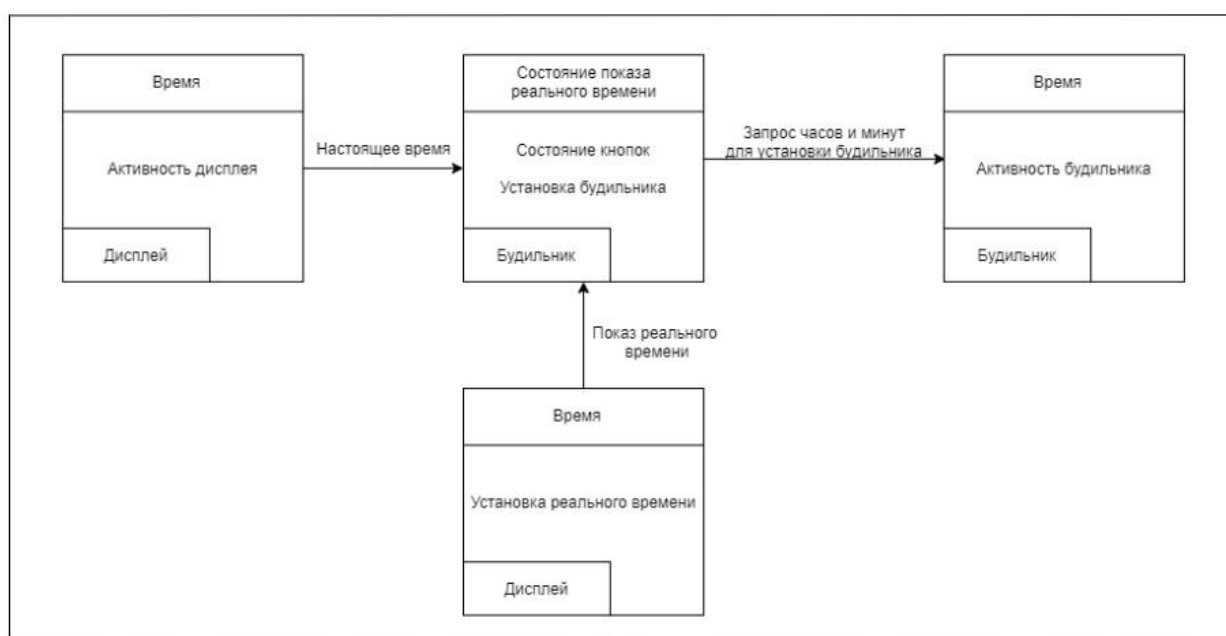 Время
Активность дисплея
Дисплей
Настоящее время
Состояние показа
реального времени
Состояние кнопок
Установка будильника
Будильник
Запрос часов и минут
для установки будильника
Время
Активность будильника
Будильник
Показ реального
времени
Время
Установка реального времени
Дисплей